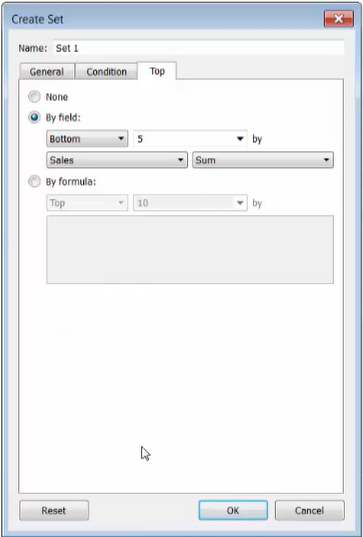 Create Set
Name: Set 1
General Condition Top
None
By field:
Bottom 5 by
Sales Sum
By formula:
Top 10 by
Reset OK Cancel